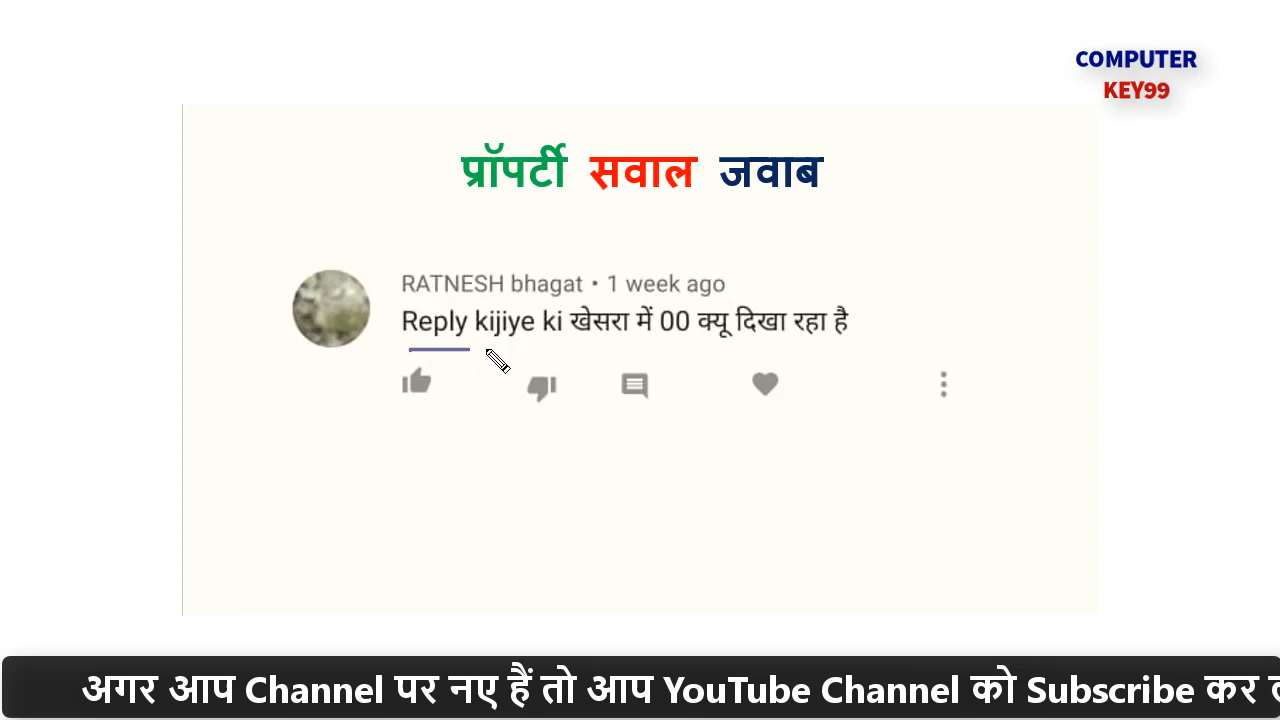 COMPUTER
KEY99
प्रॉपर्टी सवाल जवाब
RATNESH bhagat • 1 week ago
Reply kijiye ki खेसरा में 00 क्यू दिखा रहा है
अगर आप Channel पर नए हैं तो आप YouTube Channel को Subscribe कर